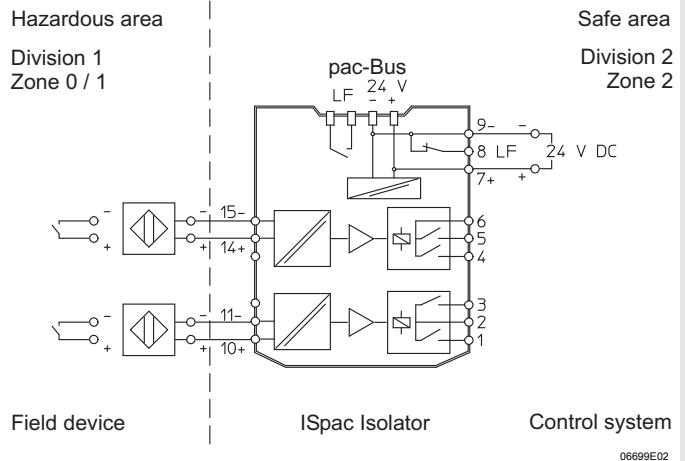 Hazardous area
Safe area
Division 1
Zone 0 / 1
Division 2
Zone 2
pac-Bus
LF 24 V
- +
9-
-
8 LF
24 V DC
7+
+
- - 15-
+ + 14+
6
5
4
- - 11-
+ + 10+
3
2
1
Field device
ISpac Isolator
Control system
06699E02